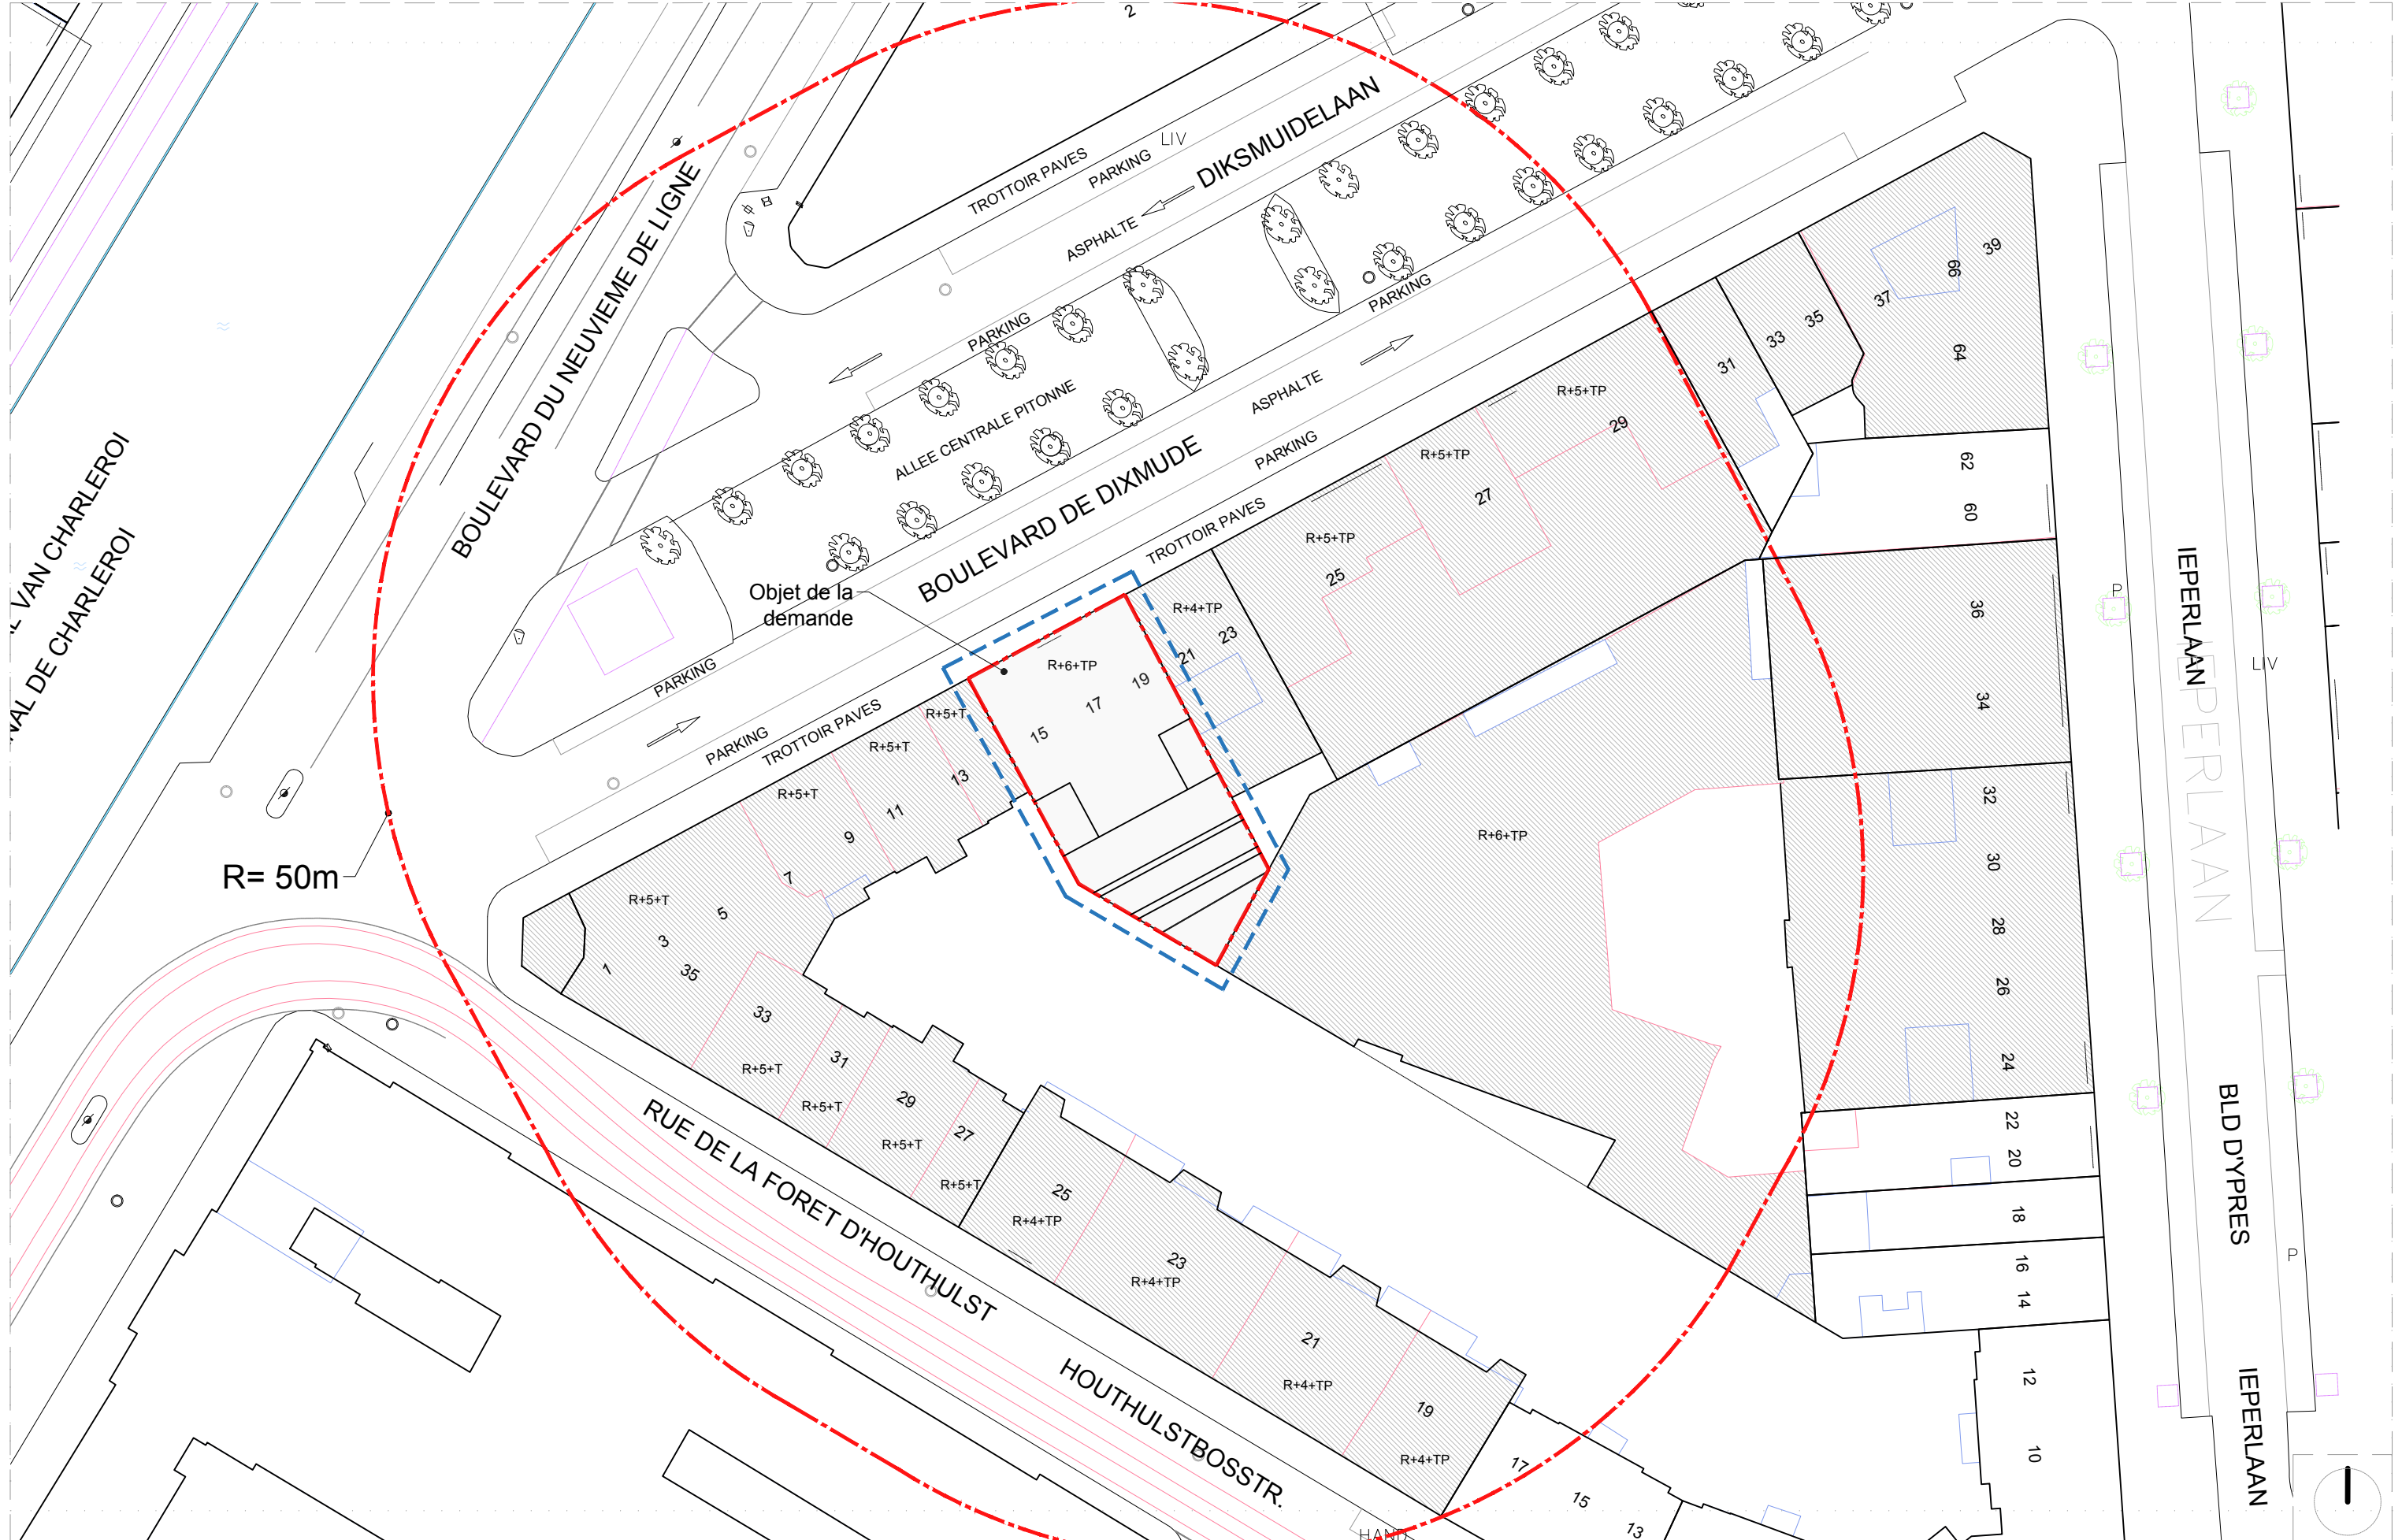 2
LIV
TROTTOIR PAVES
PARKING
DIKSMUIDELAAN
ASPHALTE
BOULEVARD DU NEUVIEME DE LIGNE
PARKING
PARKING
ALLEE CENTRALE PITONNE
ASPHALTE
BOULEVARD DE DIXMUDE
PARKING
TROTTOIR PAVES
VAN CHARLEROI
DE CHARLEROI
Objet de la
demande
PARKING
PARKING
TROTTOIR PAVES
R= 50m
39
66
37
64
35
33
31
62
60
R+5+TP
29
R+5+TP
27
R+5+TP
25
R+4+TP
23
21
R+6+TP
19
17
15
R+5+T
13
R+5+T
11
R+5+T
9
7
R+5+T
5
3
1
35
33
R+5+T
31
R+5+T
29
R+5+T
27
R+5+T
25
R+4+TP
23
R+4+TP
21
R+4+TP
19
R+4+TP
17
15
13
R+6+TP
36
34
32
30
28
26
24
22
20
18
16
14
12
10
RUE DE LA FORET D'HOUTHULST
HOUTHULSTBOSSTR.
HAND
IEPERLAAN
IEPERLAAN
P
LIV
BLD D'YPRES
P
IEPERLAAN